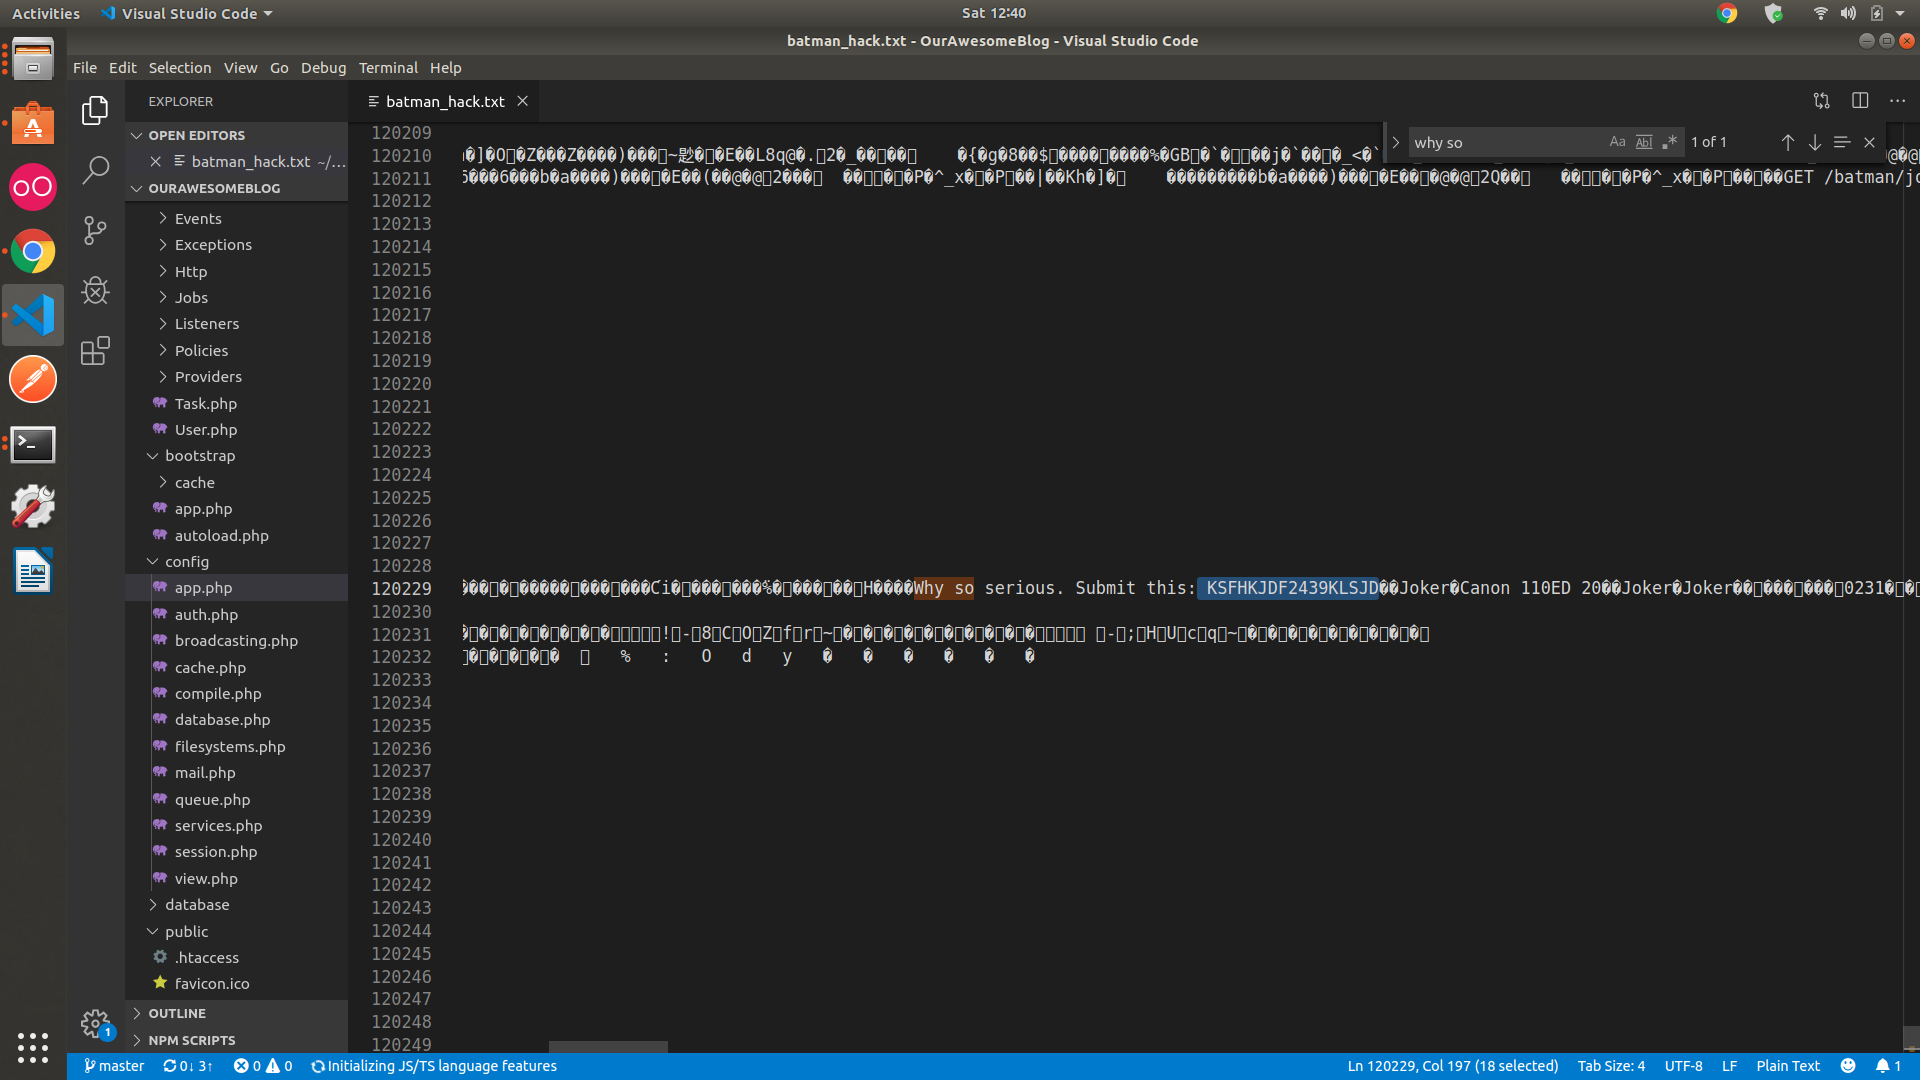 Activities Visual Studio Code Sat 12:40
batman_hack.txt - OurAwesomeBlog - Visual Studio Code
File Edit Selection View Go Debug Terminal Help
EXPLORER
OPEN EDITORS
batman_hack.txt ~/...
OURAWESOMEBLOG
Events
Exceptions
Http
Jobs
Listeners
Policies
Providers
Task.php
User.php
bootstrap
cache
app.php
autoload.php
config
app.php
auth.php
broadcasting.php
cache.php
compile.php
database.php
filesystems.php
mail.php
queue.php
services.php
session.php
view.php
database
public
.htaccess
favicon.ico
OUTLINE
NPM SCRIPTS
batman_hack.txt
why so Aa Abl .* 1 of 1
120209
120210
120211 GET /batman/jo
120212
120213
120214
120215
120216
120217
120218
120219
120220
120221
120222
120223
120224
120225
120226
120227
120228
120229 Why so serious. Submit this: KSFHKJDF2439KLSJD��Joker�Canon 110ED 20��Joker�Joker 0231
120230
120231
120232 % : O d y � � � � � �
120233
120234
120235
120236
120237
120238
120239
120240
120241
120242
120243
120244
120245
120246
120247
120248
120249
1
master 0↓ 3↑ 0 0 Initializing JS/TS language features Ln 120229, Col 197 (18 selected) Tab Size: 4 UTF-8 LF Plain Text 1